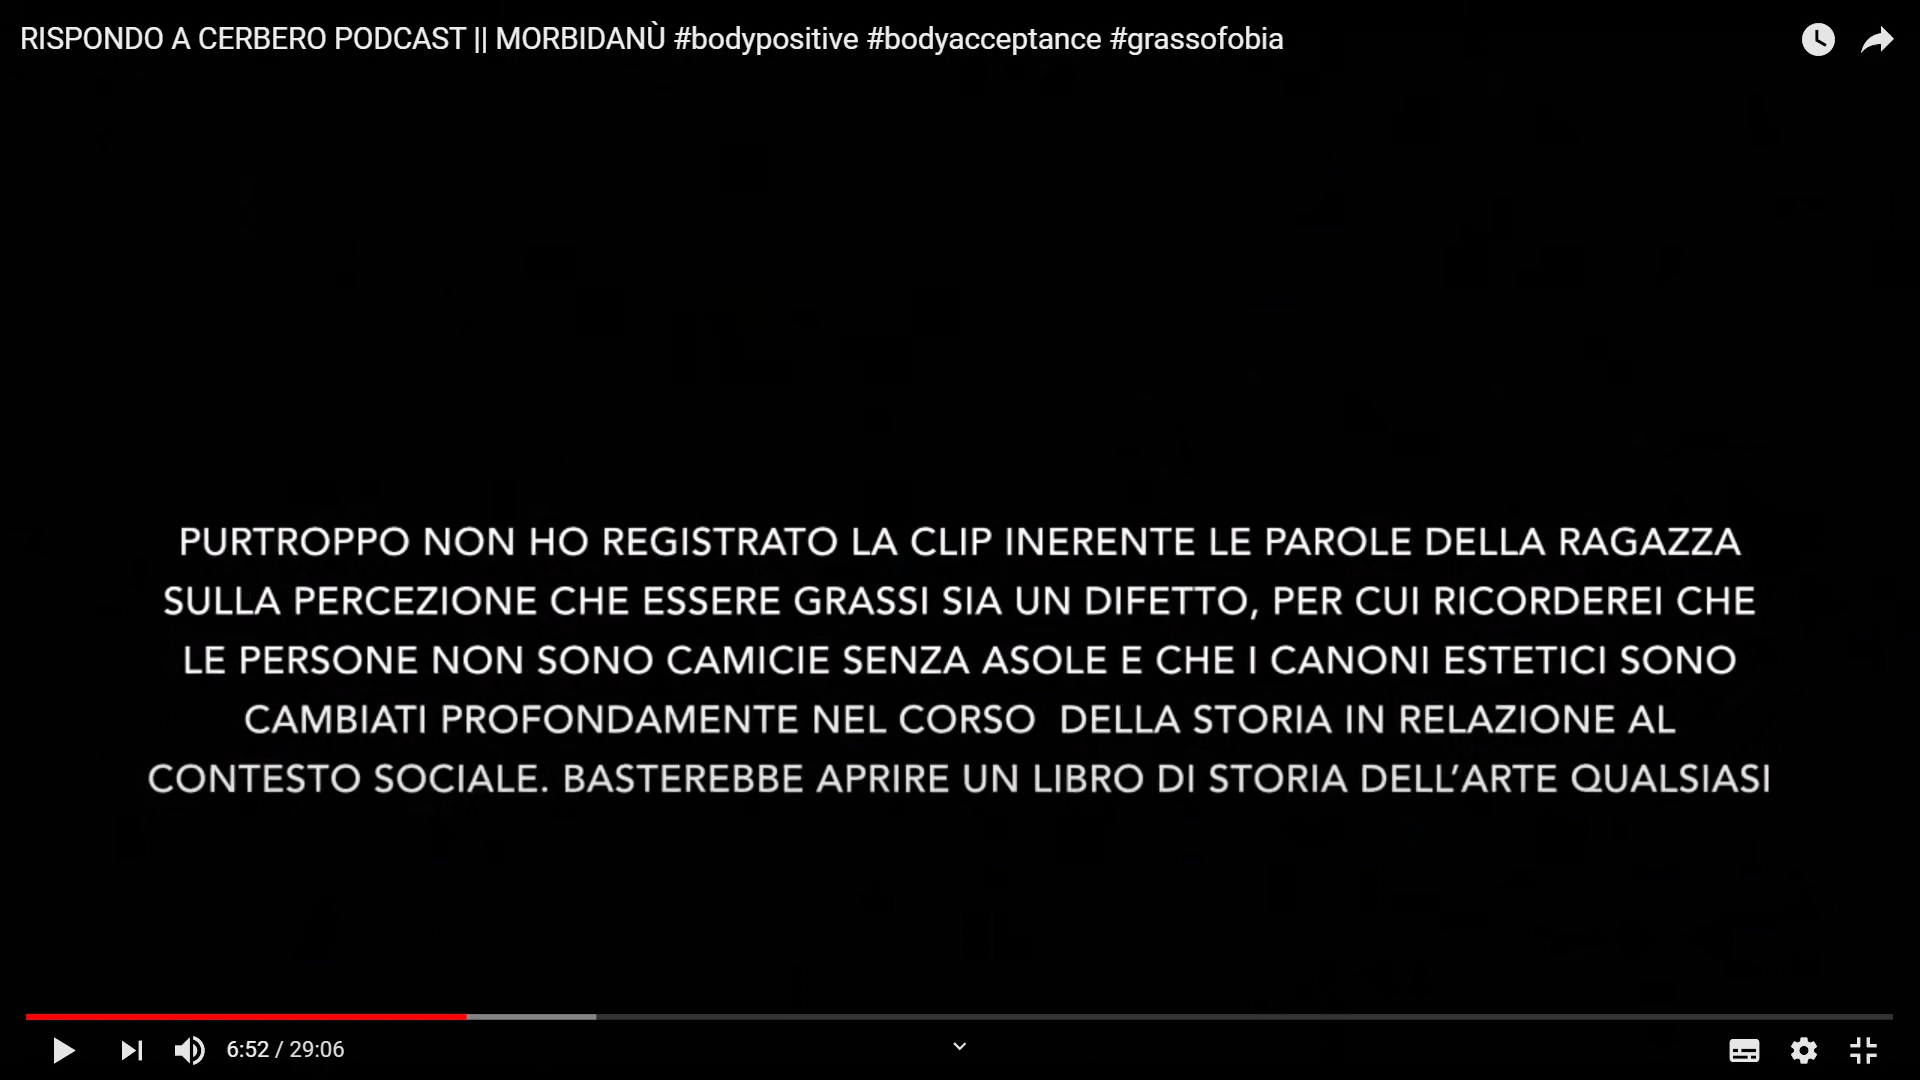 RISPONDO A CERBERO PODCAST || MORBIDANÙ #bodypositive #bodyacceptance #grassofobia
PURTROPPO NON HO REGISTRATO LA CLIP INERENTE LE PAROLE DELLA RAGAZZA
SULLA PERCEZIONE CHE ESSERE GRASSI SIA UN DIFETTO, PER CUI RICORDEREI CHE
LE PERSONE NON SONO CAMICIE SENZA ASOLE E CHE I CANONI ESTETICI SONO
CAMBIATI PROFONDAMENTE NEL CORSO  DELLA STORIA IN RELAZIONE AL
CONTESTO SOCIALE. BASTEREBBE APRIRE UN LIBRO DI STORIA DELL’ARTE QUALSIASI
6:52 / 29:06